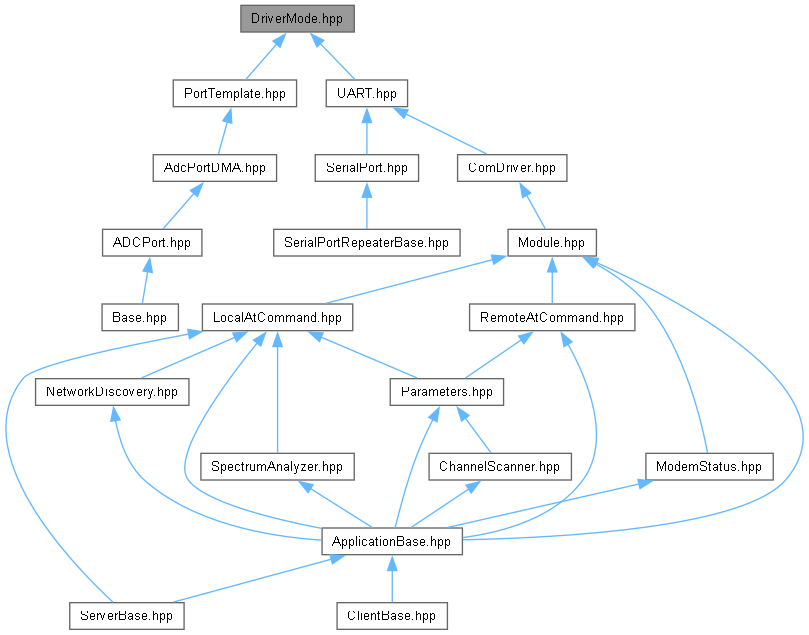 DriverMode.hpp
PortTemplate.hpp
UART.hpp
AdcPortDMA.hpp
SerialPort.hpp
ComDriver.hpp
ADCPort.hpp
SerialPortRepeaterBase.hpp
Module.hpp
Base.hpp
LocalAtCommand.hpp
RemoteAtCommand.hpp
NetworkDiscovery.hpp
Parameters.hpp
SpectrumAnalyzer.hpp
ChannelScanner.hpp
ModemStatus.hpp
ApplicationBase.hpp
ServerBase.hpp
ClientBase.hpp